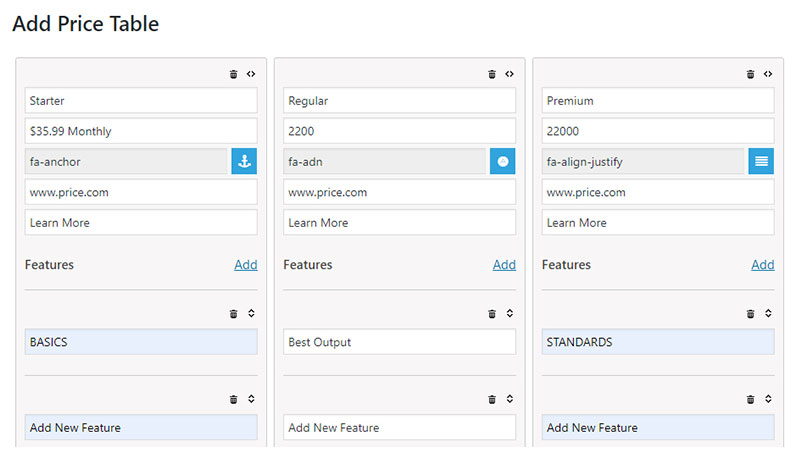 Add Price Table
Starter
$35.99 Monthly
fa-anchor
www.price.com
Learn More
Features Add
BASICS
Add New Feature
Regular
2200
fa-adn
www.price.com
Learn More
Features Add
Best Output
Add New Feature
Premium
22000
fa-align-justify
www.price.com
Learn More
Features Add
STANDARDS
Add New Feature